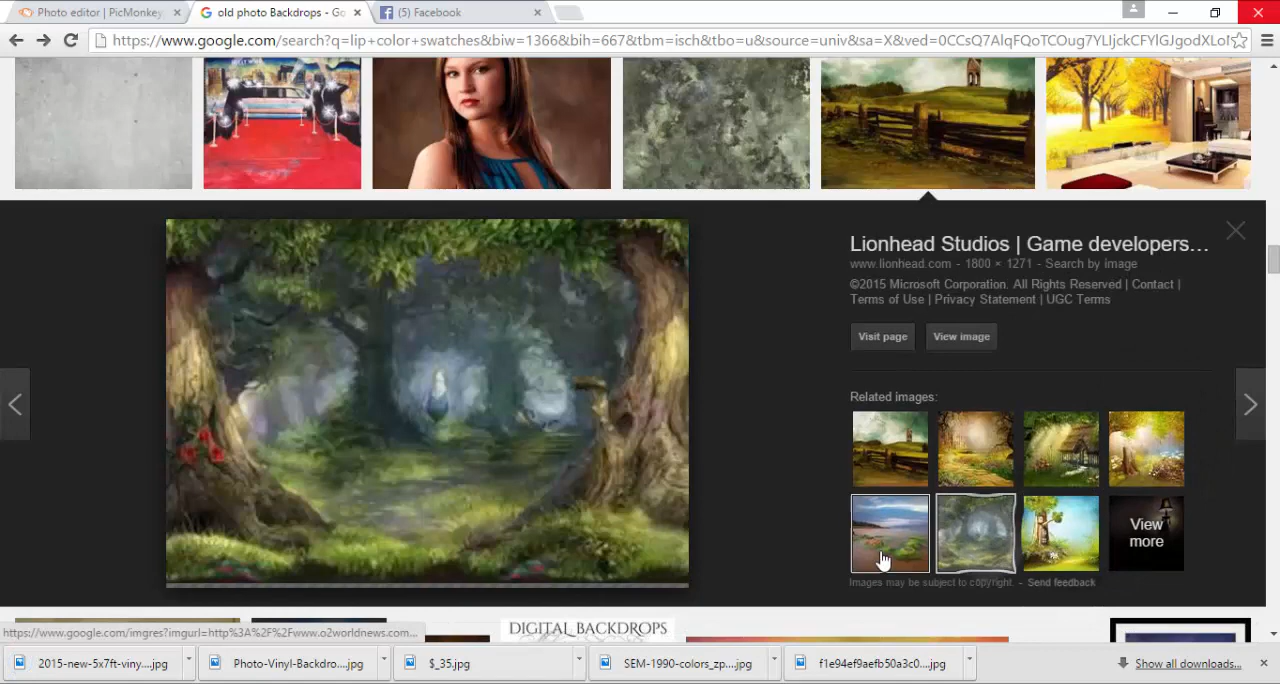 Photo editor | PicMonkey
old photo Backdrops - Go
(5) Facebook
https://www.google.com/search?q=lip+color+swatches&biw=1366&bih=667&tbm=isch&tbo=u&source=univ&sa=X&ved=0CCsQ7AlqFQoTCOug7YLIjckCFYlGJgodXLoN
Lionhead Studios | Game developers...
www.lionhead.com - 1800 × 1271 - Search by image
©2015 Microsoft Corporation. All Rights Reserved | Contact |
Terms of Use | Privacy Statement | UGC Terms
Visit page
View image
Related images:
View
more
Images may be subject to copyright. - Send feedback
DIGITAL BACKDROPS
https://www.google.com/imgres?imgurl=http%3A%2F%2Fwww.o2worldnews.com...
2015-new-5x7ft-viny....jpg
Photo-Vinyl-Backdro....jpg
$_35.jpg
SEM-1990-colors_zp....jpg
f1e94ef9aefb50a3c0....jpg
Show all downloads...